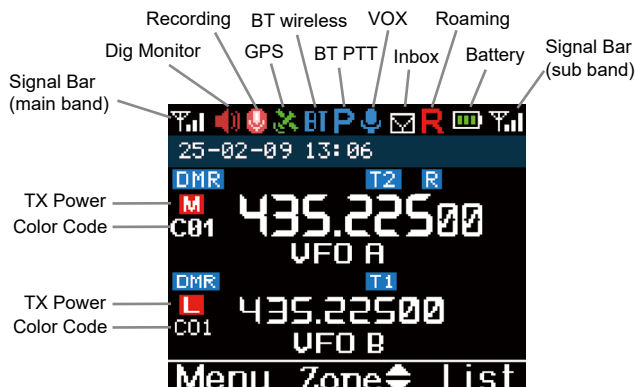 Recording BT wireless VOX Roaming
Dig Monitor GPS BT PTT Inbox Battery Signal Bar
(sub band)
Signal Bar
(main band)
BT P R
25-02-09 13:06
DMR T2 R
TX Power M 435.22500
Color Code C01
VFO A
DMR T1
TX Power L 435.22500
Color Code C01
VFO B
Menu Zone List